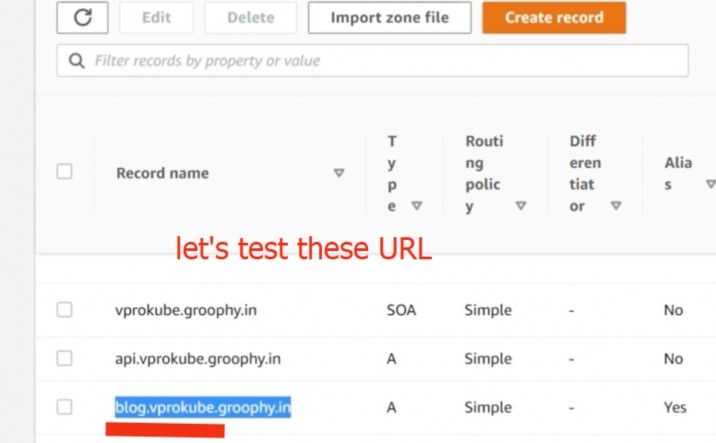 Edit Delete Import zone file Create record
Filter records by property or value
Record name Type Routing policy Differentiator Alias
let's test these URL
vprokube.groophy.in SOA Simple - No
api.vprokube.groophy.in A Simple - No
blog.vprokube.groophy.in A Simple - Yes